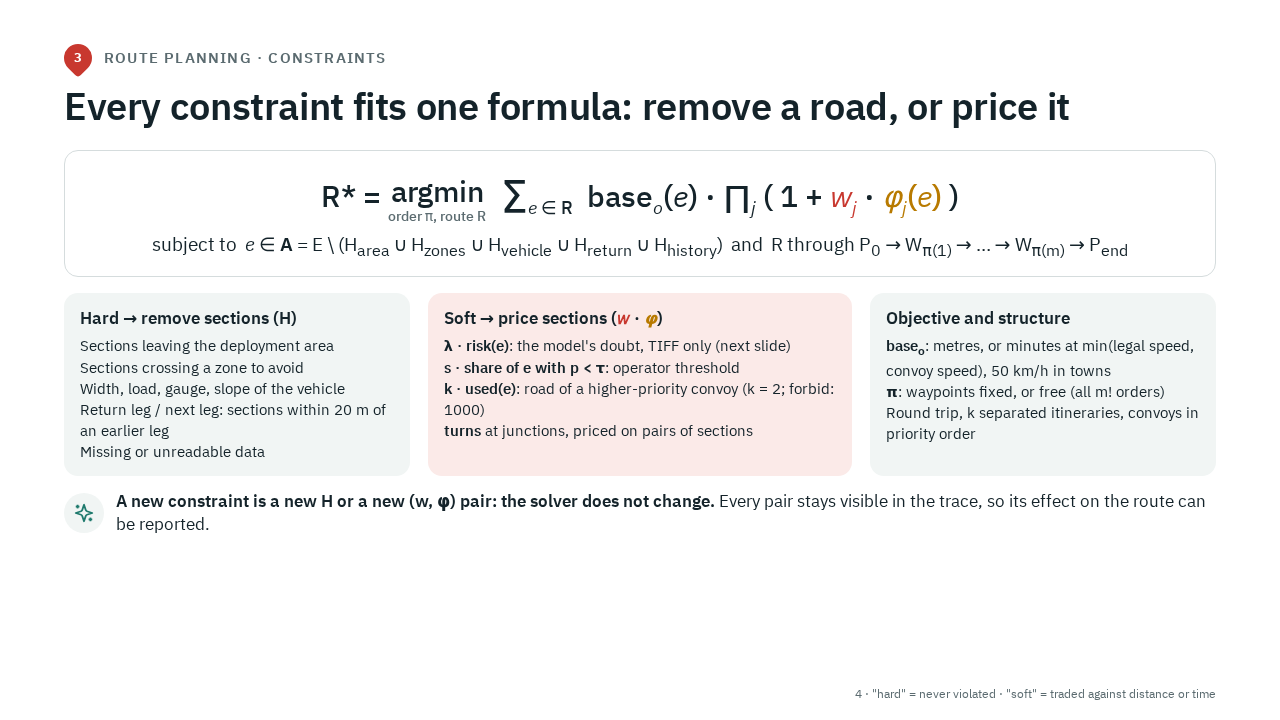 3 ROUTE PLANNING · CONSTRAINTS
Every constraint fits one formula: remove a road, or price it
R* = argmin order π, route R ∑e ∈ R baseo(e) · ∏j ( 1 + wj · φj(e) )
subject to e ∈ A = E \ (Harea ∪ Hzones ∪ Hvehicle ∪ Hreturn ∪ Hhistory) and R through P0 → Wπ(1) → … → Wπ(m) → Pend
Hard → remove sections (H)
Sections leaving the deployment area
Sections crossing a zone to avoid
Width, load, gauge, slope of the vehicle
Return leg / next leg: sections within 20 m of
an earlier leg
Missing or unreadable data
Soft → price sections (w · φ)
λ · risk(e): the model's doubt, TIFF only (next slide)
s · share of e with p < τ: operator threshold
k · used(e): road of a higher-priority convoy (k = 2; forbid:
1000)
turns at junctions, priced on pairs of sections
Objective and structure
baseo: metres, or minutes at min(legal speed,
convoy speed), 50 km/h in towns
π: waypoints fixed, or free (all m! orders)
Round trip, k separated itineraries, convoys in
priority order
A new constraint is a new H or a new (w, φ) pair: the solver does not change. Every pair stays visible in the trace, so its effect on the route can
be reported.
4 · "hard" = never violated · "soft" = traded against distance or time